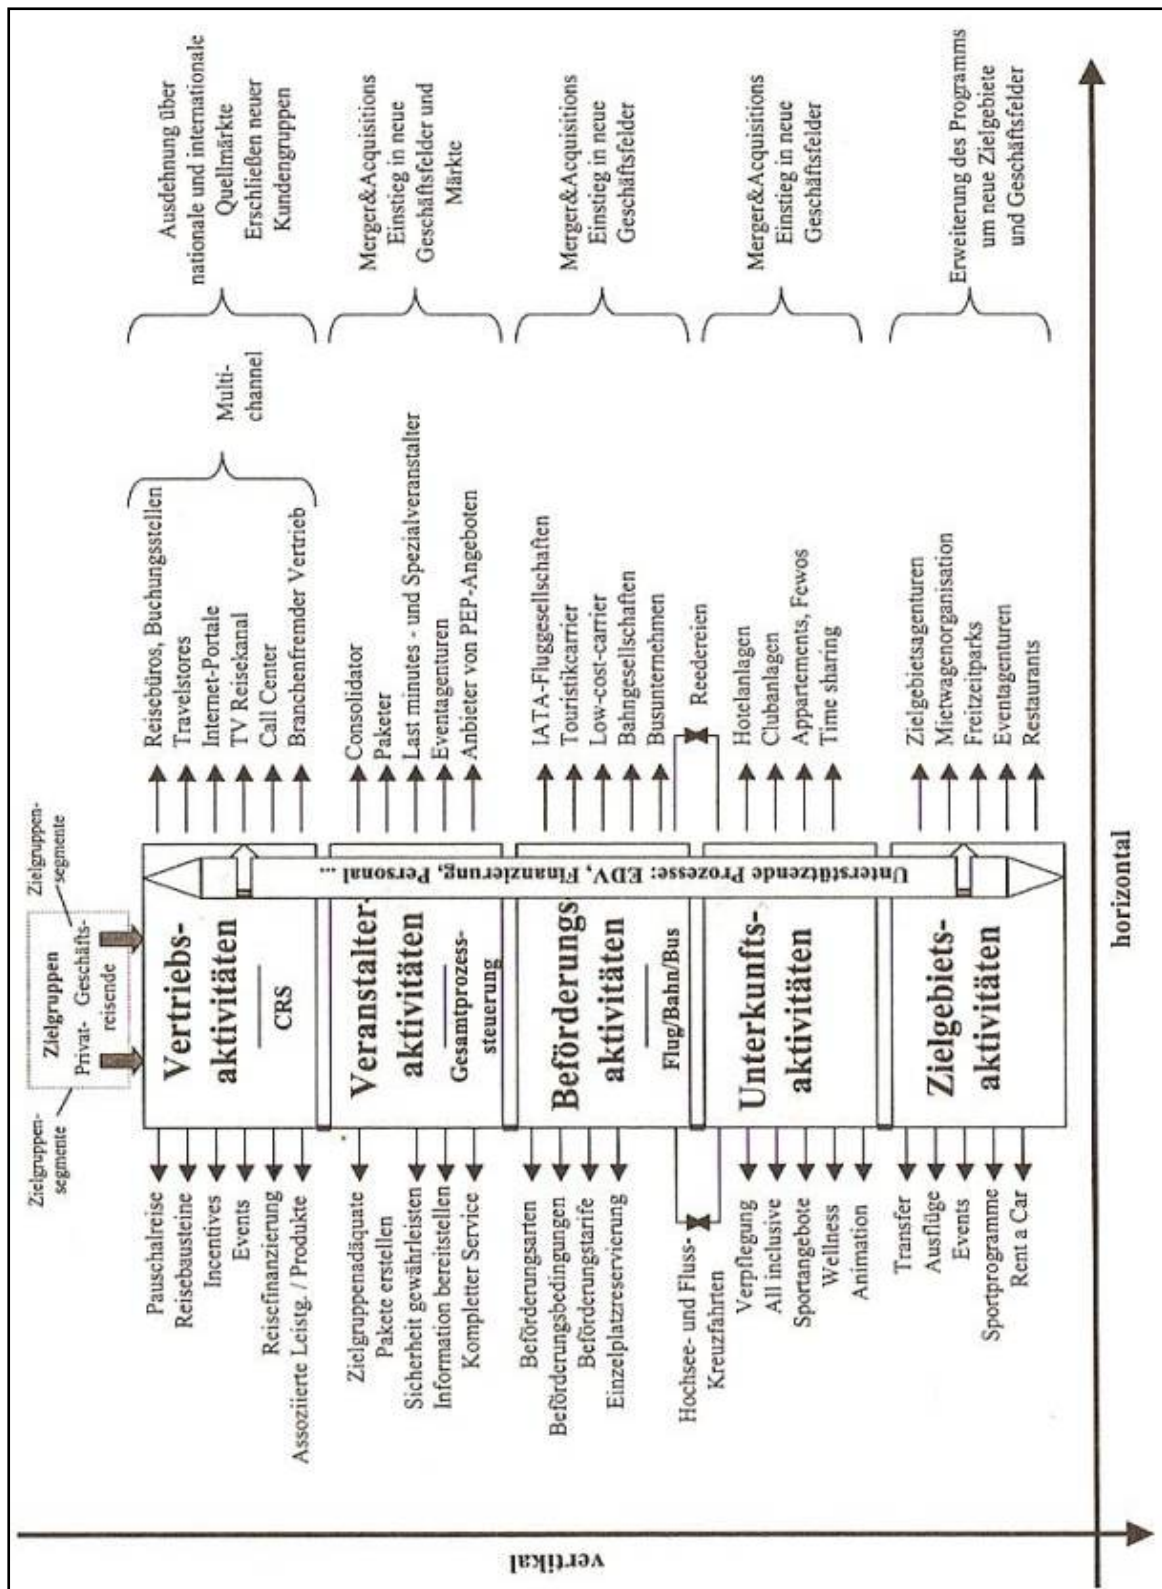 Zielgruppen-
segmente
Zielgruppen-
segmente
Zielgruppen
Privat- Geschäfts-
reisende
Pauschalreise
Reisebausteine
Incentives
Events
Reisefinanzierung
Assoziierte Leistg. / Produkte
Vertriebs-
aktivitäten
CRS
Reisebüros, Buchungsstellen
Travelstores
Internet-Portale
TV Reisekanal
Call Center
Branchenfremder Vertrieb
Multi-
channel
Ausdehnung über
nationale und internationale
Quellmärkte
Erschließen neuer
Kundengruppen
Zielgruppenadäquate
Pakete erstellen
Sicherheit gewährleisten
Information bereitstellen
Kompletter Service
Veranstalter-
aktivitäten
Gesamtprozess-
steuerung
Consolidator
Paketer
Last minutes - und Spezialveranstalter
Eventagenturen
Anbieter von PEP-Angeboten
Merger&Acquisitions
Einstieg in neue
Geschäftsfelder und
Märkte
Beförderungsarten
Beförderungsbedingungen
Beförderungstarife
Einzelplatzreservierung
Beförderungs-
aktivitäten
Flug/Bahn/Bus
IATA-Fluggesellschaften
Touristikcarrier
Low-cost-carrier
Bahngesellschaften
Busunternehmen
Merger&Acquisitions
Einstieg in neue
Geschäftsfelder
Hochsee- und Fluss-
Kreuzfahrten
Reedereien
Verpflegung
All inclusive
Sportangebote
Wellness
Animation
Unterkunfts-
aktivitäten
Hotelanlagen
Clubanlagen
Appartements, Fewos
Time sharing
Merger&Acquisitions
Einstieg in neue
Geschäftsfelder
Transfer
Ausflüge
Events
Sportprogramme
Rent a Car
Zielgebiets-
aktivitäten
Zielgebietsagenturen
Mietwagenorganisation
Freitzeitparks
Eventagenturen
Restaurants
Erweiterung des Programms
um neue Zielgebiete
und Geschäftsfelder
Unterstützende Prozesse: EDV, Finanzierung, Personal ...
vertikal
horizontal